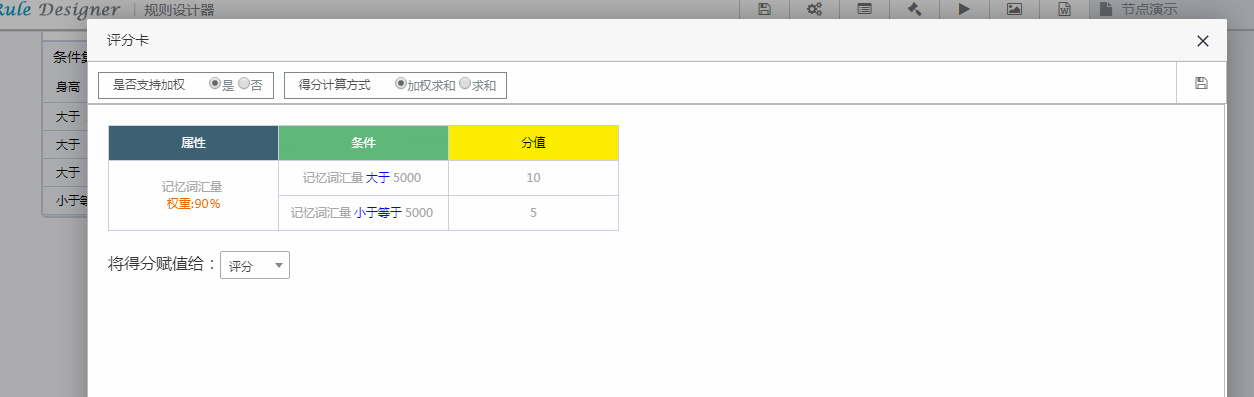 Rule Designer 规则设计器
节点演示
评分卡
条件集
是否支持加权 是 否 得分计算方式 加权求和 求和
身高
大于
大于
大于
小于等
属性 条件 分值
记忆词汇量 大于 5000 10
记忆词汇量
权重:90%
记忆词汇量 小于等于 5000 5
将得分赋值给： 评分